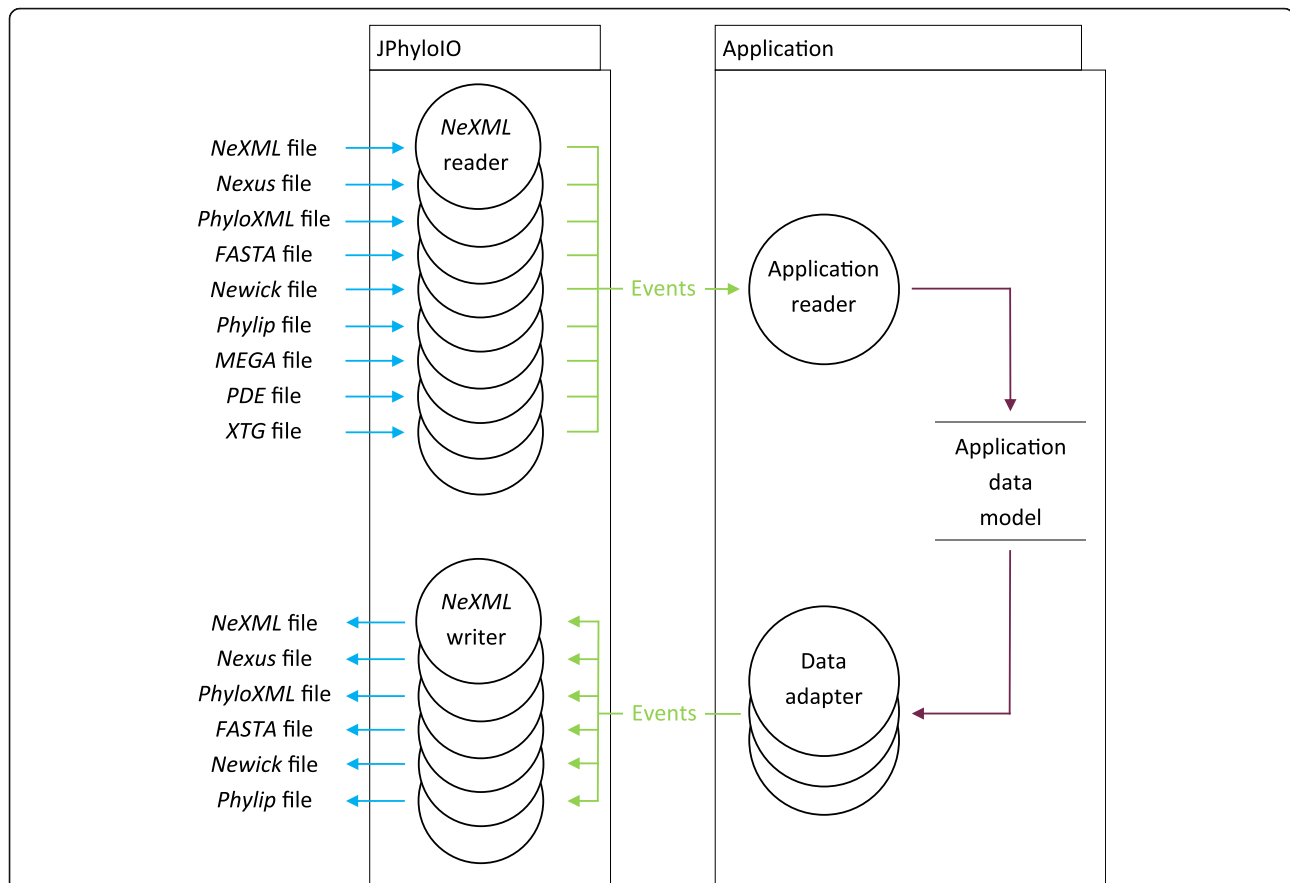 JPhyloIO
Application
NeXML
reader
NeXML file
Nexus file
PhyloXML file
FASTA file
Newick file
Phylip file
MEGA file
PDE file
XTG file
Events
Application
reader
Application
data
model
NeXML
writer
NeXML file
Nexus file
PhyloXML file
FASTA file
Newick file
Phylip file
Events
Data
adapter